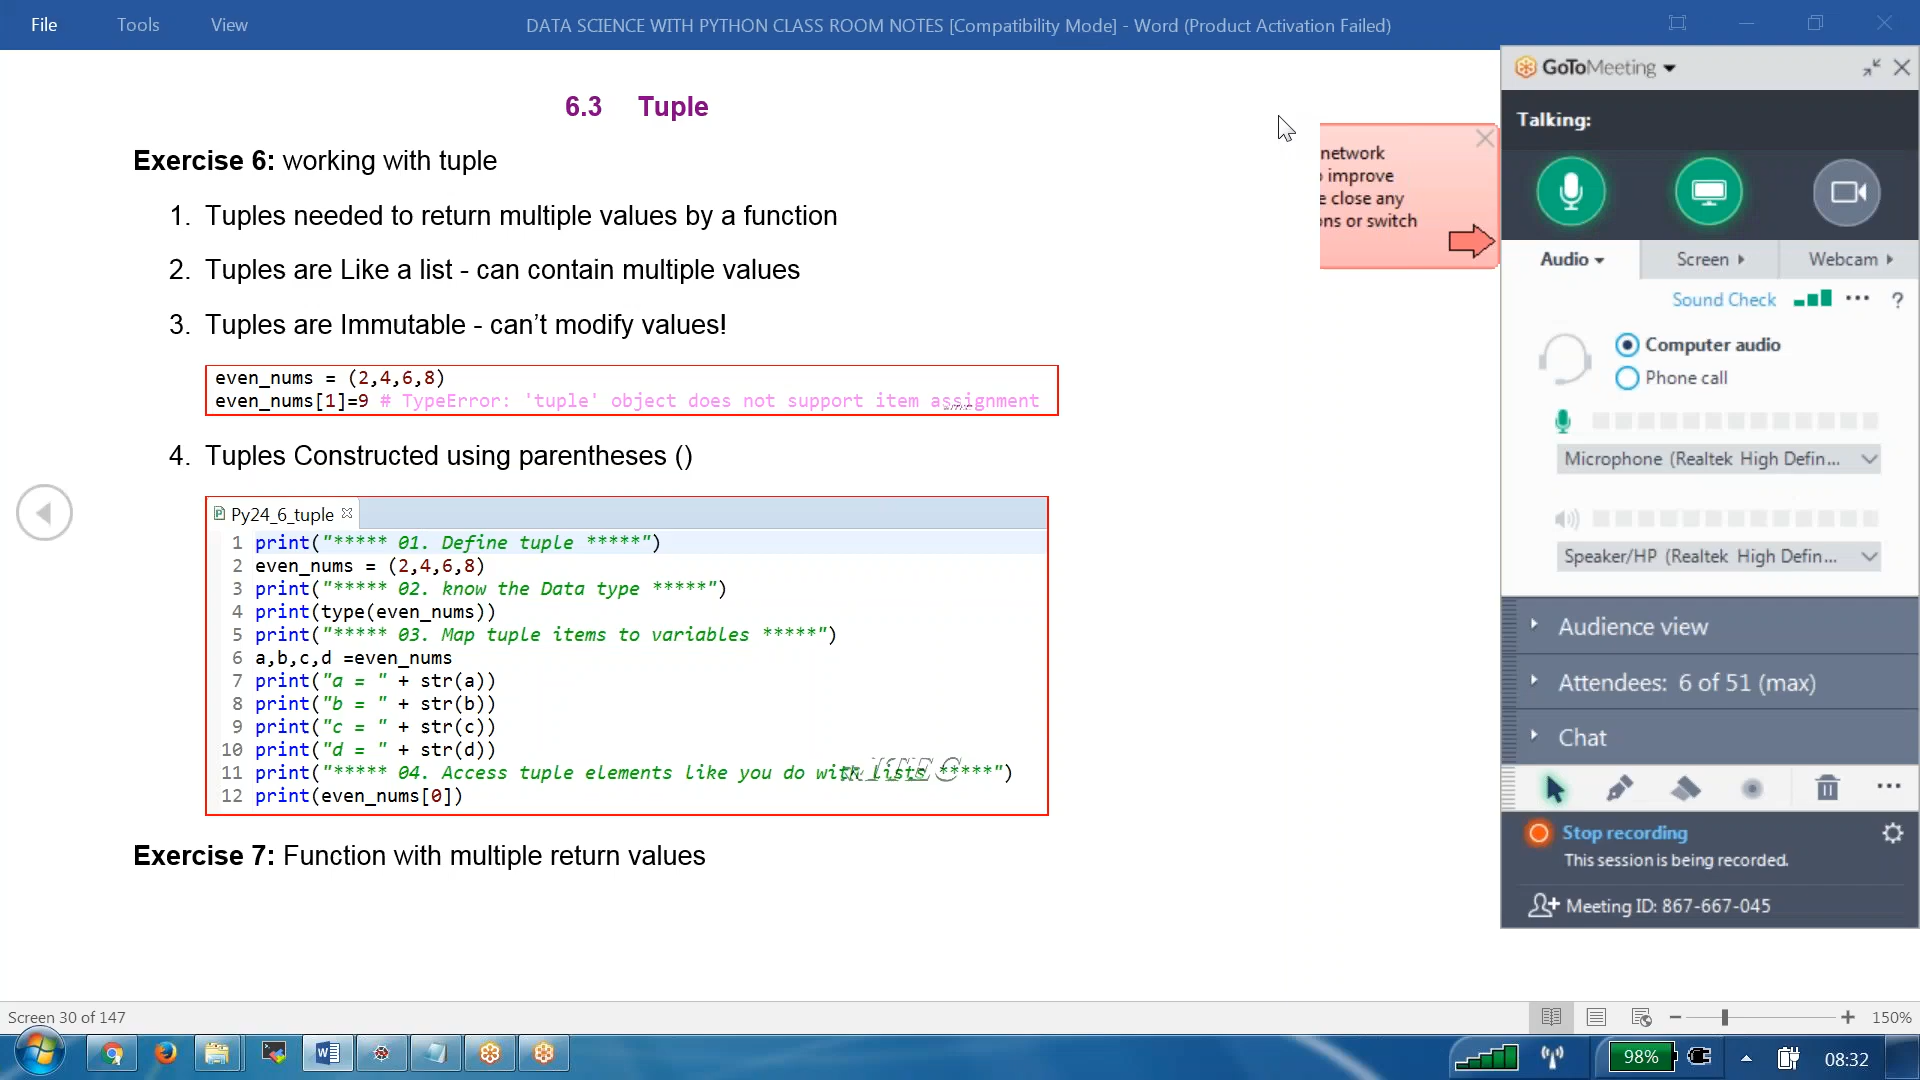 File Tools View DATA SCIENCE WITH PYTHON CLASS ROOM NOTES [Compatibility Mode] - Word (Product Activation Failed)
6.3 Tuple
Exercise 6: working with tuple
1. Tuples needed to return multiple values by a function
2. Tuples are Like a list - can contain multiple values
3. Tuples are Immutable - can't modify values!
even_nums = (2,4,6,8)
even_nums[1]=9 # TypeError: 'tuple' object does not support item assignment
4. Tuples Constructed using parentheses ()
Py24_6_tuple
1 print("***** 01. Define tuple *****")
2 even_nums = (2,4,6,8)
3 print("***** 02. know the Data type *****")
4 print(type(even_nums))
5 print("***** 03. Map tuple items to variables *****")
6 a,b,c,d =even_nums
7 print("a = " + str(a))
8 print("b = " + str(b))
9 print("c = " + str(c))
10 print("d = " + str(d))
11 print("***** 04. Access tuple elements like you do with lists *****")
12 print(even_nums[0])
Exercise 7: Function with multiple return values
network
improve
close any
ons or switch
GoToMeeting
Talking:
Audio Screen Webcam
Sound Check ?
Computer audio
Phone call
Microphone (Realtek High Defin...
Speaker/HP (Realtek High Defin...
Audience view
Attendees: 6 of 51 (max)
Chat
Stop recording
This session is being recorded.
Meeting ID: 867-667-045
Screen 30 of 147
150%
98%
08:32